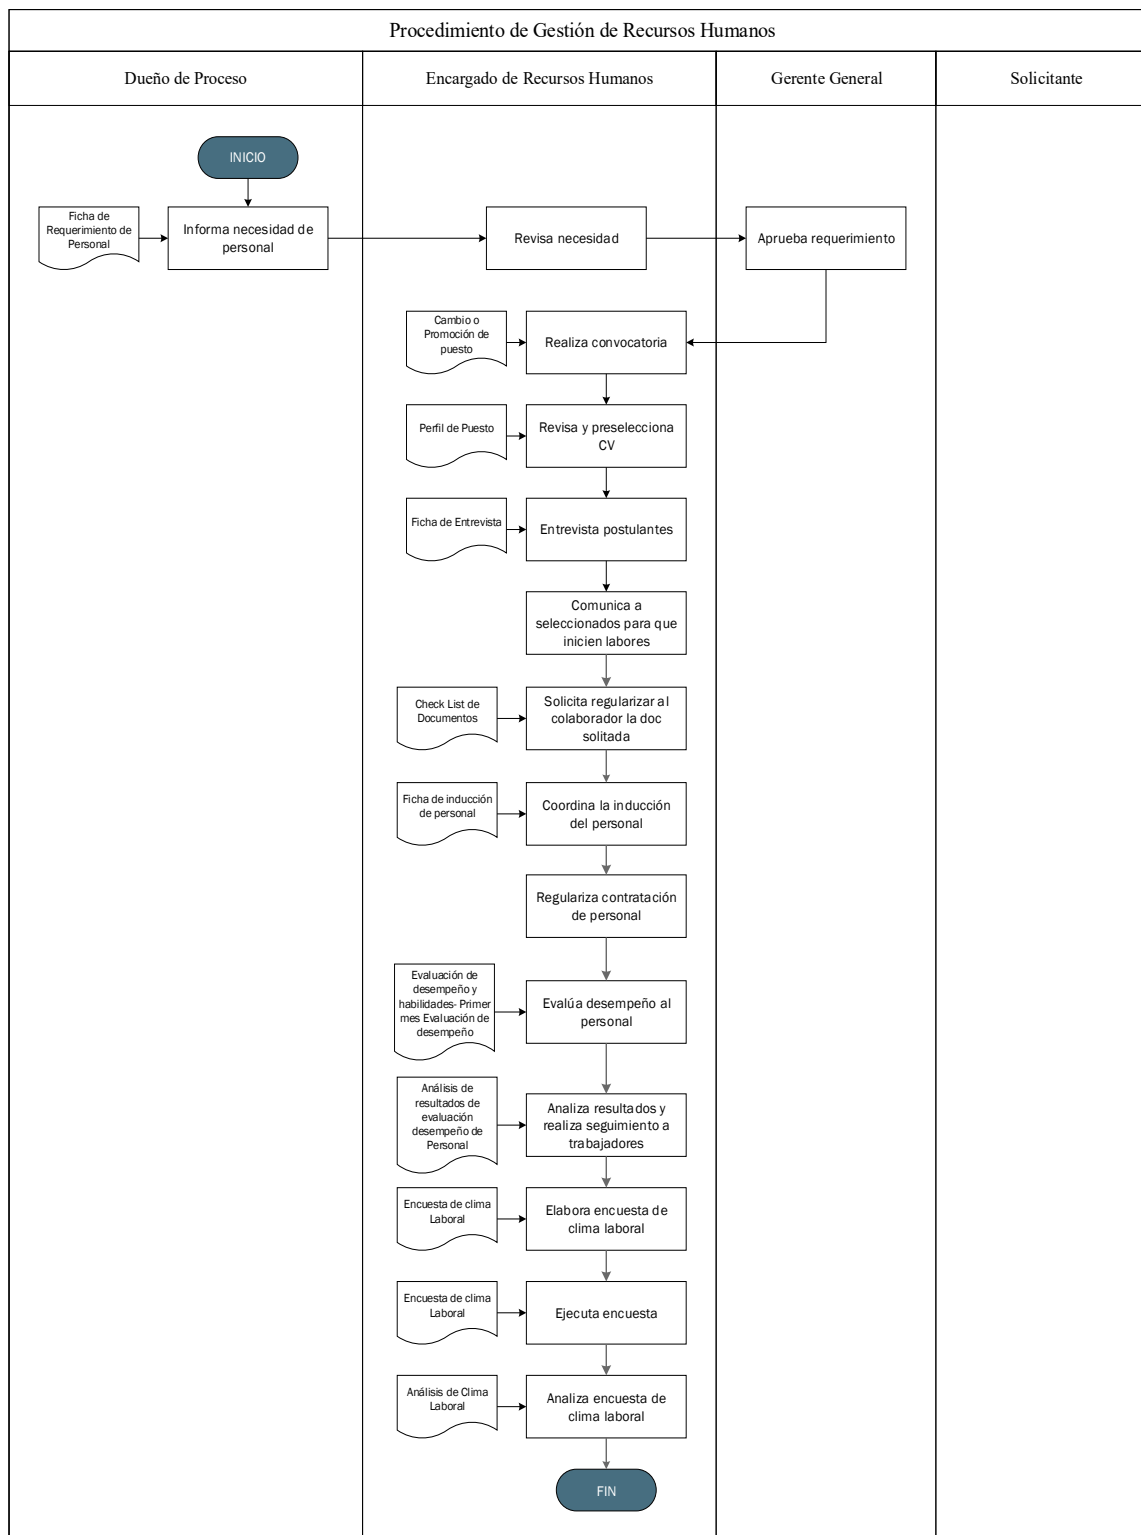 Procedimiento de Gestión de Recursos Humanos
Dueño de Proceso
Encargado de Recursos Humanos
Gerente General
Solicitante
INICIO
Ficha de
Requerimiento de
Personal
Informa necesidad de
personal
Revisa necesidad
Aprueba requerimiento
Cambio o
Promoción de
puesto
Realiza convocatoria
Perfil de Puesto
Revisa y preselecciona
CV
Ficha de Entrevista
Entrevista postulantes
Comunica a
seleccionados para que
inicien labores
Check List de
Documentos
Solicita regularizar al
colaborador la doc
solitada
Ficha de inducción
de personal
Coordina la inducción
del personal
Regulariza contratación
de personal
Evaluación de
desempeño y
habilidades- Primer
mes Evaluación de
desempeño
Evalúa desempeño al
personal
Análisis de
resultados de
evaluación
desempeño de
Personal
Analiza resultados y
realiza seguimiento a
trabajadores
Encuesta de clima
Laboral
Elabora encuesta de
clima laboral
Encuesta de clima
Laboral
Ejecuta encuesta
Análisis de Clima
Laboral
Analiza encuesta de
clima laboral
FIN